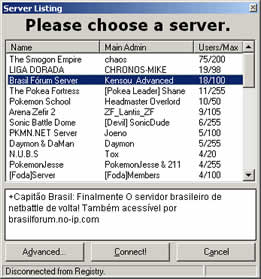 Server Listing
Please choose a server.
Name Main Admin Users/Max
The Smogon Empire chaos 75/200
LIGA DORADA CHRONOS-MIKE 19/98
Brasil Fórum Server Kensou Advanced 18/100
The Pokea Fortress [Pokea Leader] Shane 11/255
Pokemon School Headmaster Overlord 10/50
Arena Zefir 2 ZF_Lantis_ZF 9/105
Sonic Battle Dome [Devil] SonicDude 6/255
PKMN.NET Server Joeno 5/100
Daymon & DaMan Daymon 5/255
N.U.B.S Tox 4/20
PokemonJesse PokemonJesse & 211 4/255
[Foda]Server [Foda]Members 4/100
+Capitão Brasil: Finalmente O servidor brasileiro de
netbattle de volta! Também acessível por
brasilforum.no-ip.com
Advanced... Connect! Cancel
Disconnected from Registry.